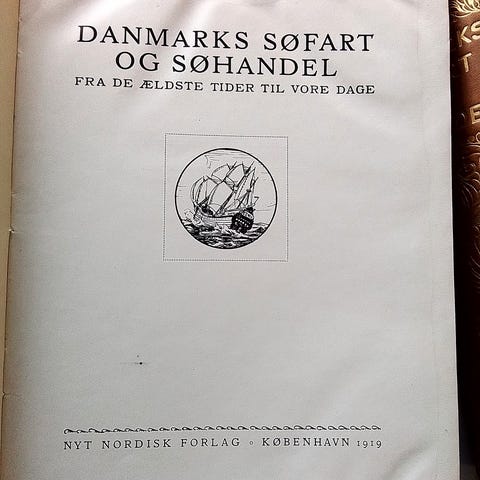 DANMARKS SØFART
OG SØHANDEL
FRA DE ÆLDSTE TIDER TIL VORE DAGE
NYT NORDISK FORLAG ◦ KØBENHAVN 1919